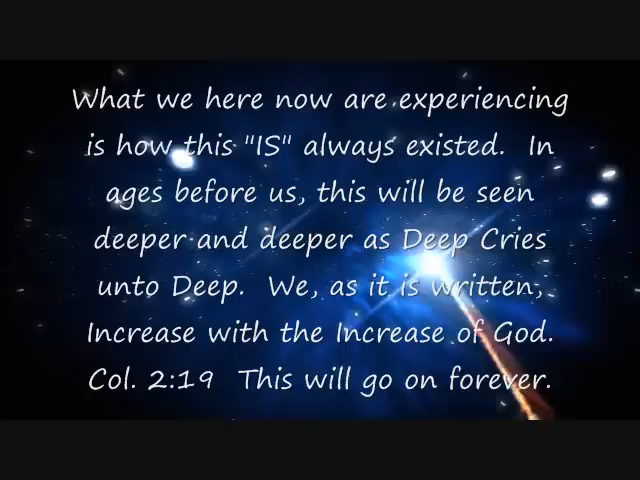 What we here now are experiencing
is how this "IS" always existed. In
ages before us, this will be seen
deeper and deeper as Deep Cries
unto Deep. We, as it is written,
Increase with the Increase of God.
Col. 2:19 This will go on forever.